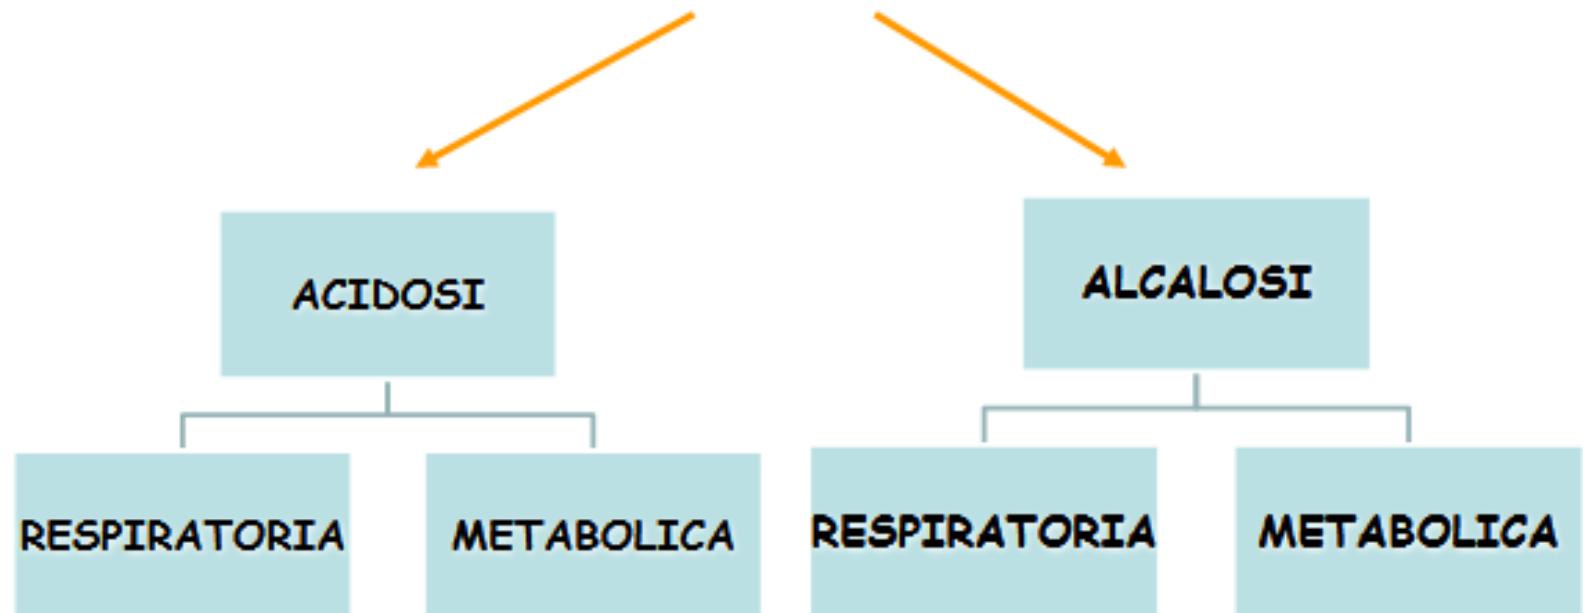 ACIDOSI
ALCALOSI
RESPIRATORIA
METABOLICA
RESPIRATORIA
METABOLICA